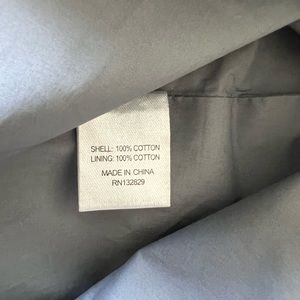 SHELL: 100% COTTON
LINING: 100% COTTON
MADE IN CHINA
RN132829